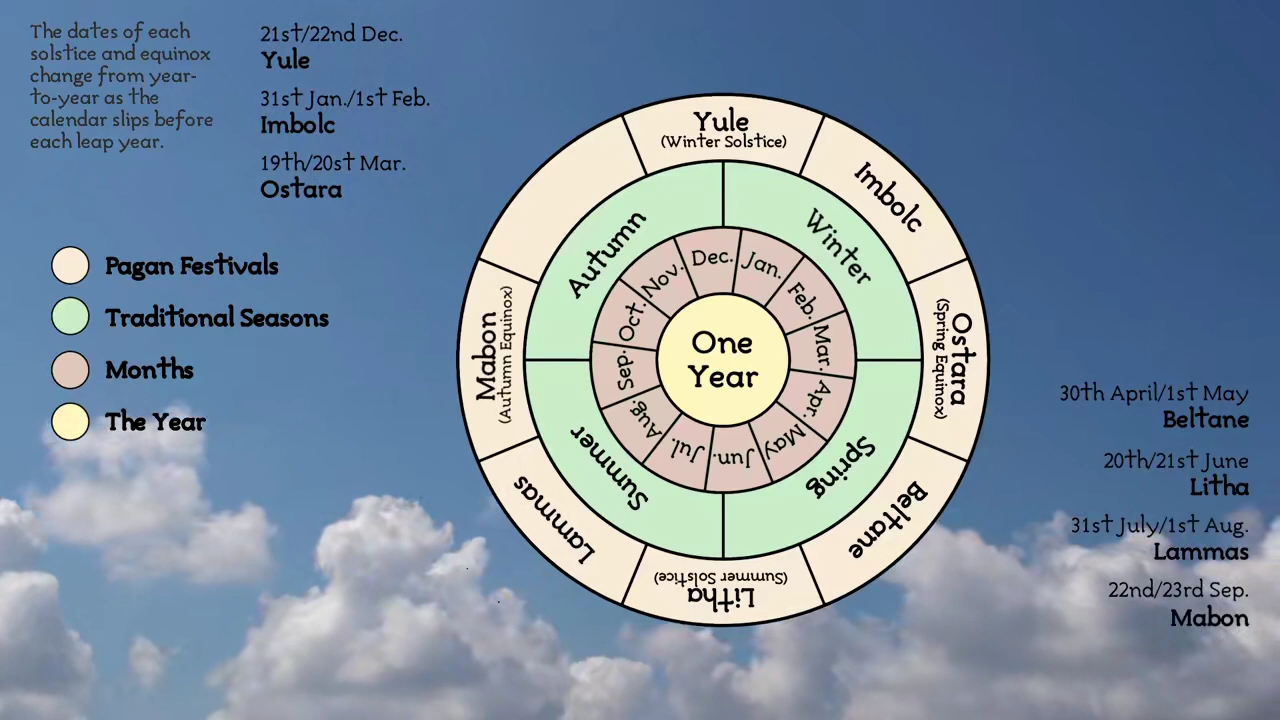 The dates of each
solstice and equinox
change from year-
to-year as the
calendar slips before
each leap year.
21st/22nd Dec.
Yule
31st Jan./1st Feb.
Imbolc
19th/20st Mar.
Ostara
Pagan Festivals
Traditional Seasons
Months
The Year
Yule
(Winter Solstice)
Imbolc
Ostara
(Spring Equinox)
Beltane
Litha
(Summer Solstice)
Lammas
Mabon
(Autumn Equinox)
Winter
Spring
Summer
Autumn
Jan.
Feb.
Mar.
Apr.
May
Jun.
Jul.
Aug.
Sep.
Oct.
Nov.
Dec.
One
Year
30th April/1st May
Beltane
20th/21st June
Litha
31st July/1st Aug.
Lammas
22nd/23rd Sep.
Mabon